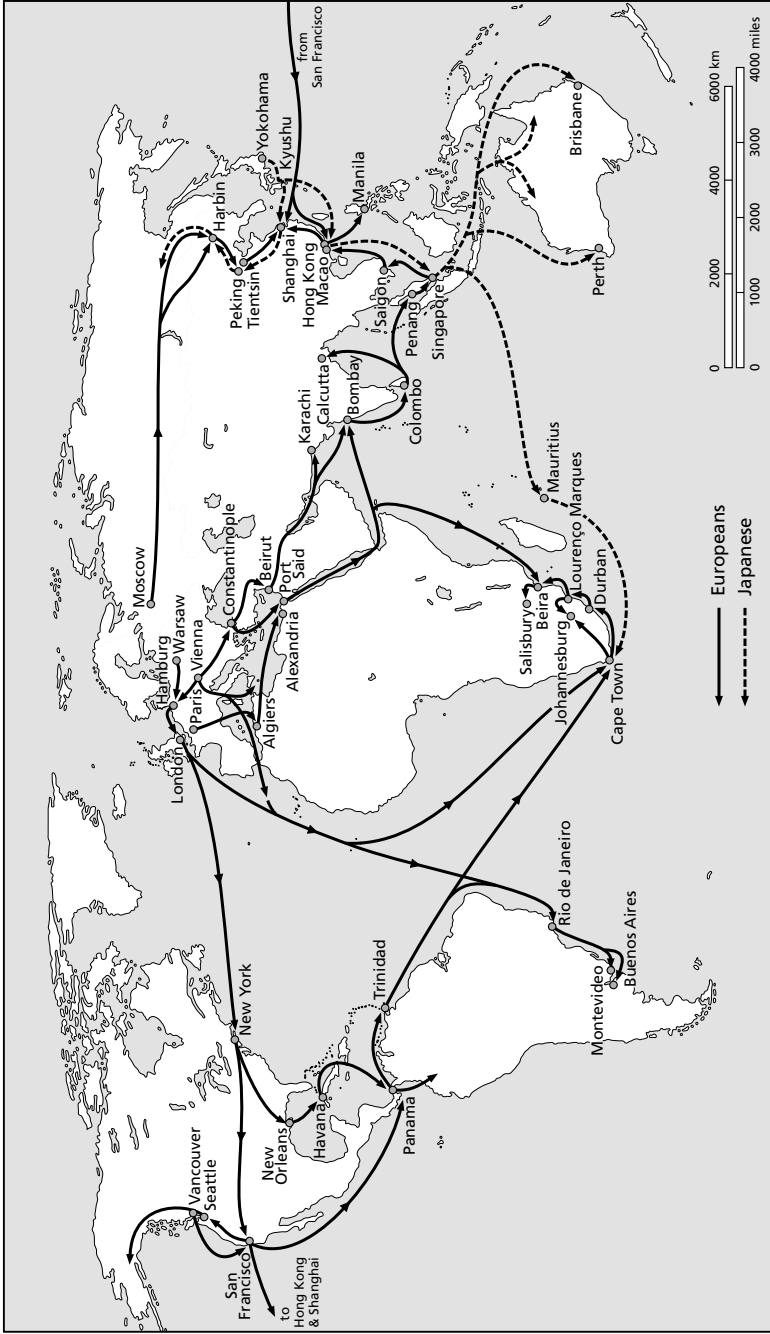 Vancouver
Seattle
San
Francisco
to
Hong Kong
& Shanghai
New York
New
Orleans
Havana
Panama
Trinidad
Rio de Janeiro
Montevideo
Buenos Aires
London
Hamburg
Paris
Warsaw
Vienna
Moscow
Algiers
Constantinople
Beirut
Port
Said
Alexandria
Salisbury
Beira
Johannesburg
Lourenço Marques
Durban
Cape Town
Mauritius
Karachi
Calcutta
Bombay
Colombo
Harbin
Peking
Tientsin
Yokohama
Kyushu
from
San Francisco
Shanghai
Hong Kong
Macao
Manila
Saigon
Penang
Singapore
Perth
Brisbane
Europeans
Japanese
0 2000 4000 6000 km
0 1000 2000 3000 4000 miles